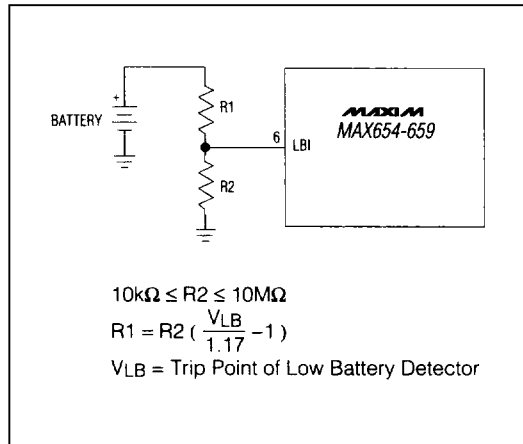 +
BATTERY
R1
R2
6
LBI
MAXIM
MAX654-659
10kΩ ≤ R2 ≤ 10MΩ
R1 = R2 ( VLB / 1.17 -1 )
VLB = Trip Point of Low Battery Detector